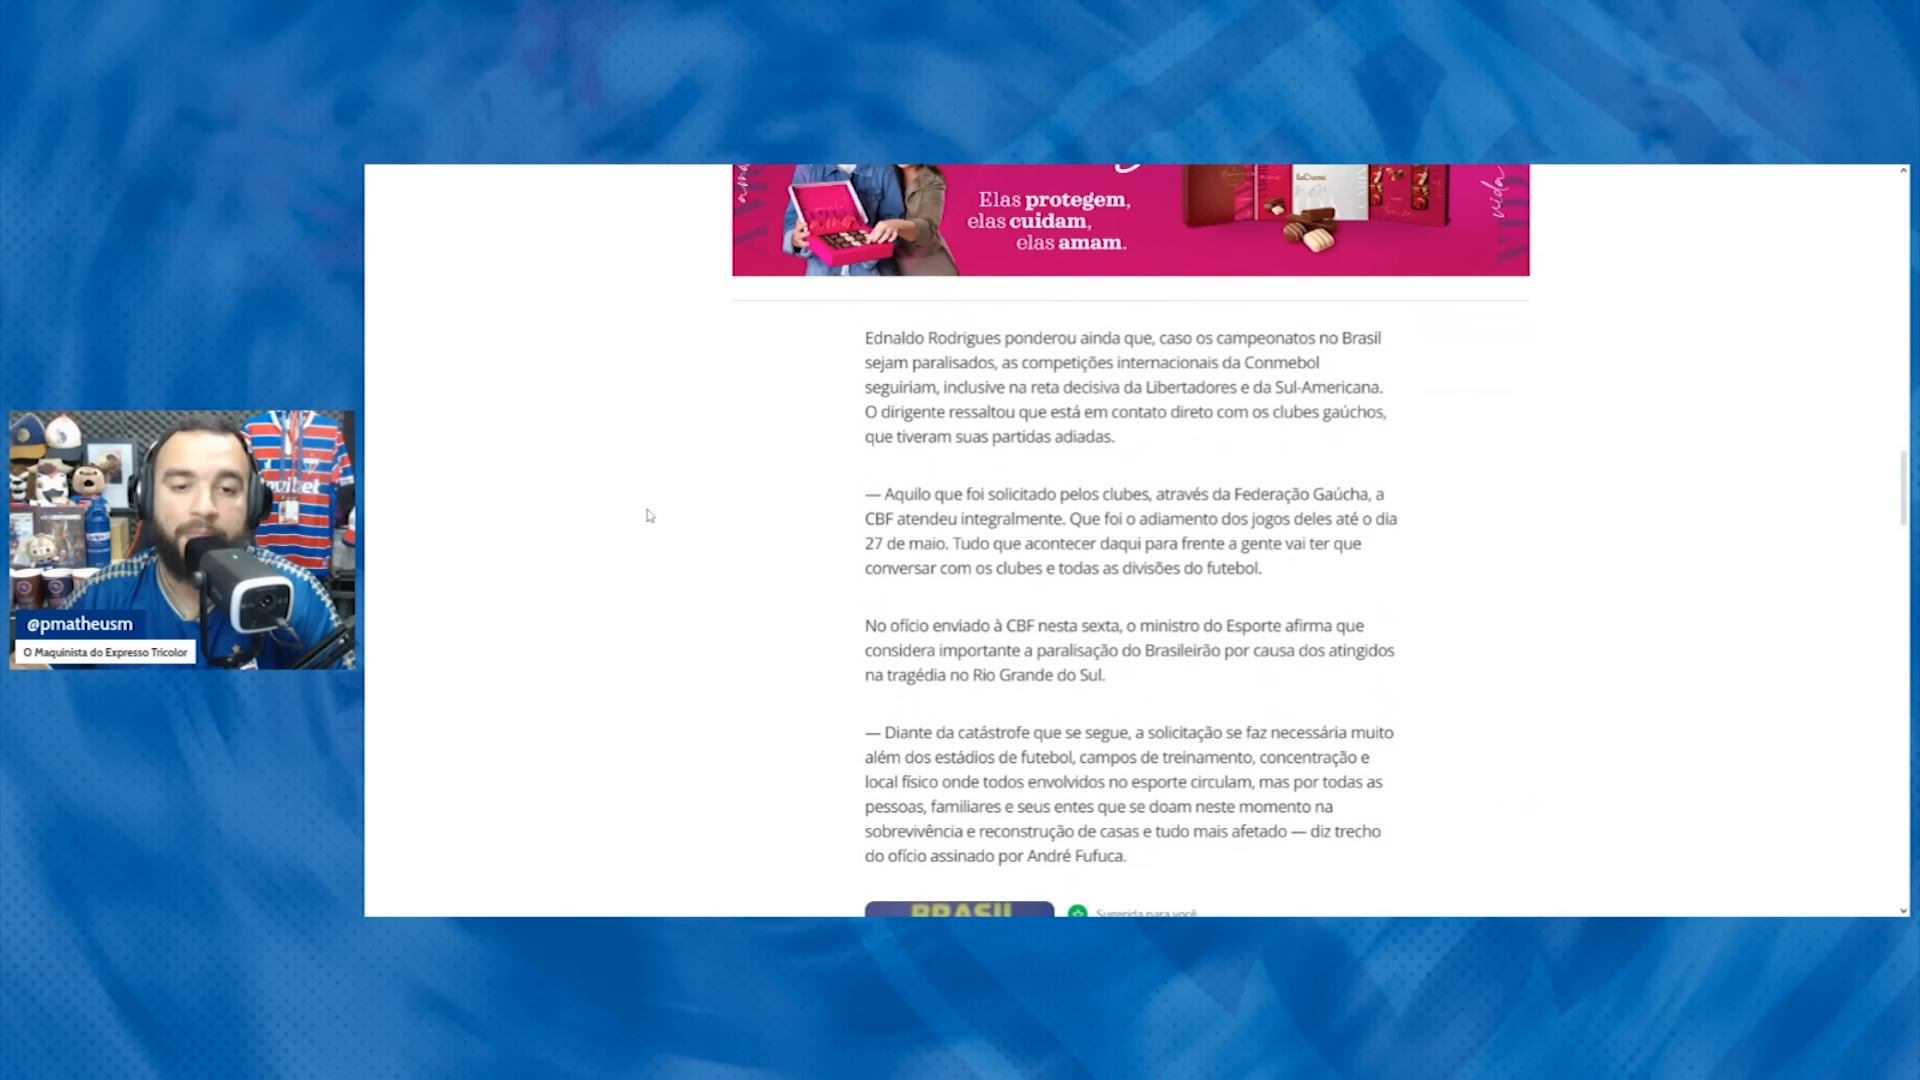 Elas protegem,
elas cuidam,
elas amam.
vida
Ednaldo Rodrigues ponderou ainda que, caso os campeonatos no Brasil
sejam paralisados, as competições internacionais da Conmebol
seguiriam, inclusive na reta decisiva da Libertadores e da Sul-Americana.
O dirigente ressaltou que está em contato direto com os clubes gaúchos,
que tiveram suas partidas adiadas.
— Aquilo que foi solicitado pelos clubes, através da Federação Gaúcha, a
CBF atendeu integralmente. Que foi o adiamento dos jogos deles até o dia
27 de maio. Tudo que acontecer daqui para frente a gente vai ter que
conversar com os clubes e todas as divisões do futebol.
No ofício enviado à CBF nesta sexta, o ministro do Esporte afirma que
considera importante a paralisação do Brasileirão por causa dos atingidos
na tragédia no Rio Grande do Sul.
— Diante da catástrofe que se segue, a solicitação se faz necessária muito
além dos estádios de futebol, campos de treinamento, concentração e
local físico onde todos envolvidos no esporte circulam, mas por todas as
pessoas, familiares e seus entes que se doam neste momento na
sobrevivência e reconstrução de casas e tudo mais afetado — diz trecho
do ofício assinado por André Fufuca.
BRASIL
Sugerida para você
@pmatheusm
O Maquinista do Expresso Tricolor